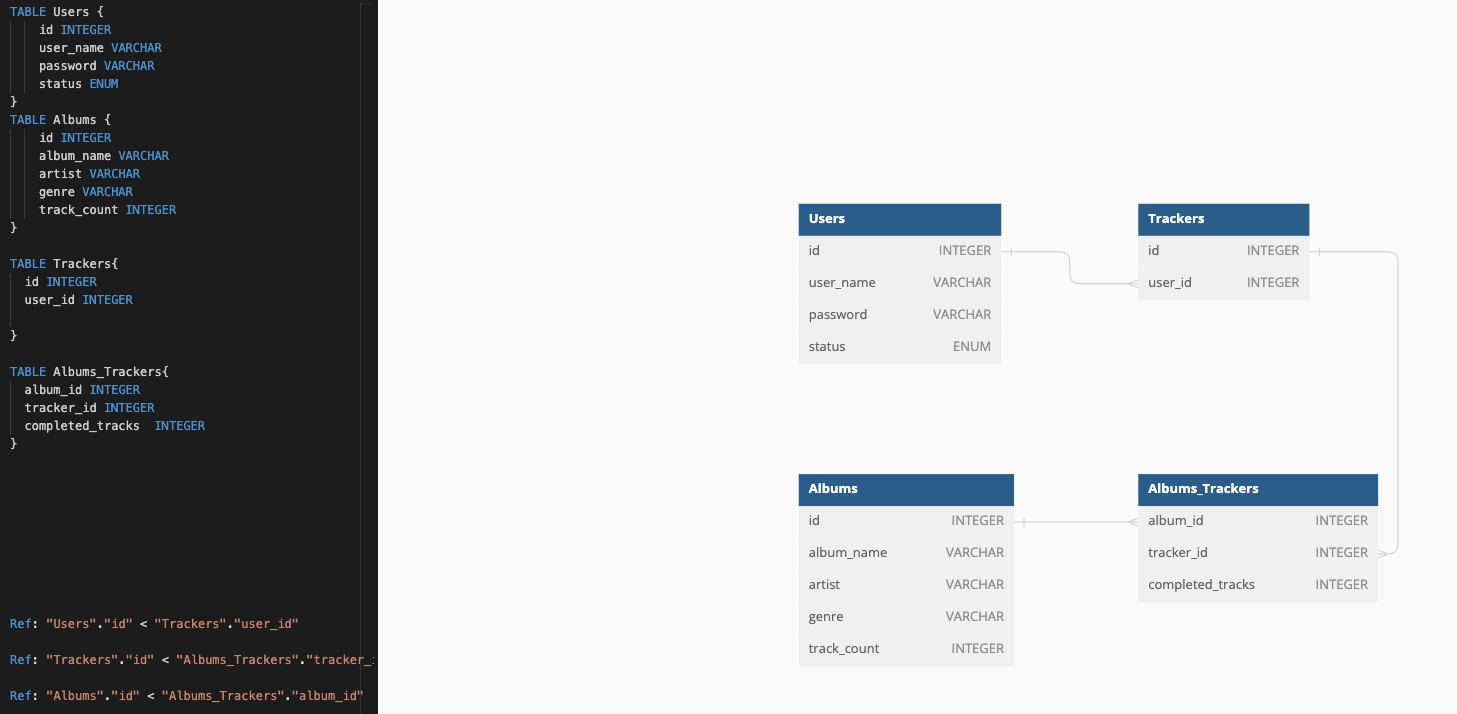 TABLE Users {
id INTEGER
user_name VARCHAR
password VARCHAR
status ENUM
}
TABLE Albums {
id INTEGER
album_name VARCHAR
artist VARCHAR
genre VARCHAR
track_count INTEGER
}
TABLE Trackers{
id INTEGER
user_id INTEGER
}
TABLE Albums_Trackers{
album_id INTEGER
tracker_id INTEGER
completed_tracks  INTEGER
}
Ref: "Users"."id" < "Trackers"."user_id"
Ref: "Trackers"."id" < "Albums_Trackers"."tracker_
Ref: "Albums"."id" < "Albums_Trackers"."album_id"
Users
id INTEGER
user_name VARCHAR
password VARCHAR
status ENUM
Trackers
id INTEGER
user_id INTEGER
Albums
id INTEGER
album_name VARCHAR
artist VARCHAR
genre VARCHAR
track_count INTEGER
Albums_Trackers
album_id INTEGER
tracker_id INTEGER
completed_tracks INTEGER